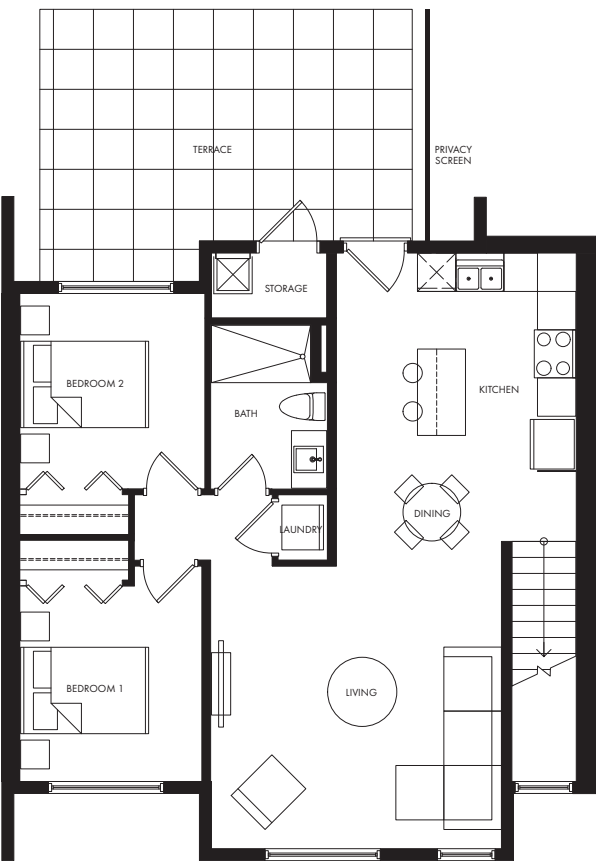 TERRACE
PRIVACY
SCREEN
STORAGE
BEDROOM 2
KITCHEN
BATH
DINING
LAUNDRY
BEDROOM 1
LIVING